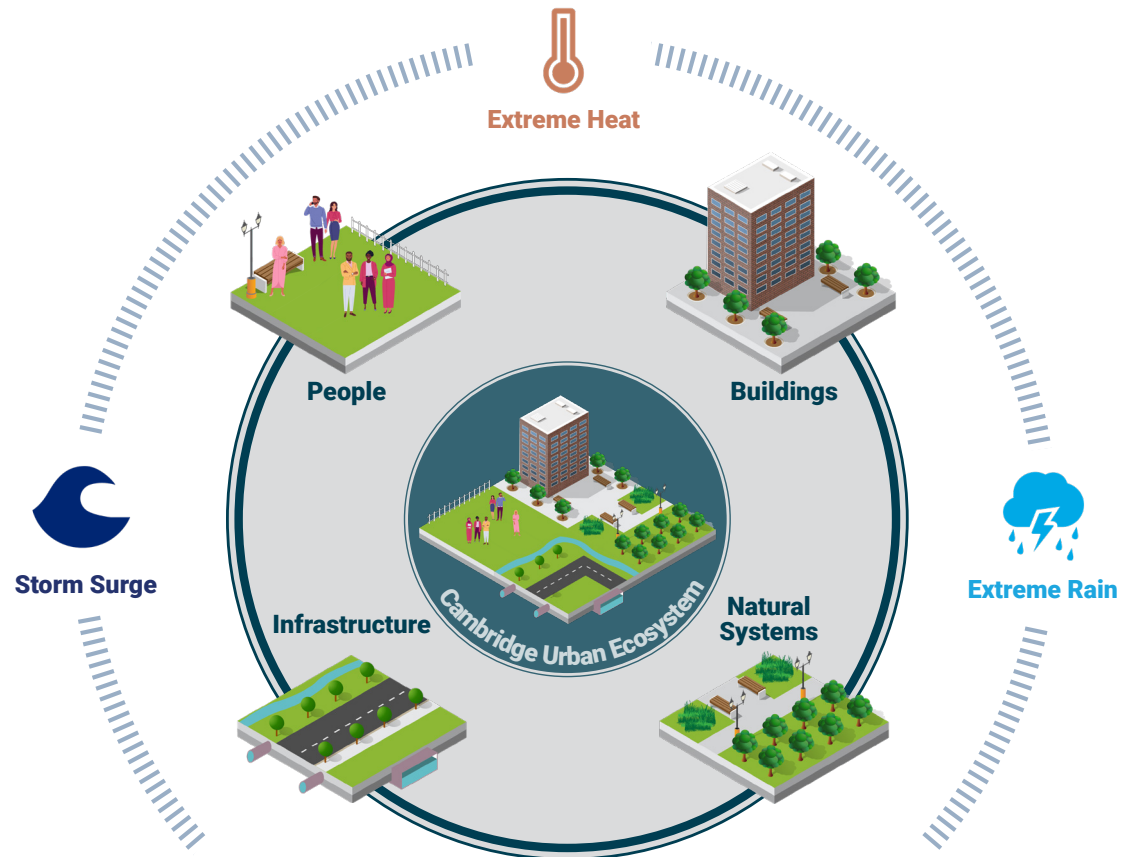 Extreme Heat
People
Buildings
Storm Surge
Extreme Rain
Cambridge Urban Ecosystem
Infrastructure
Natural
Systems